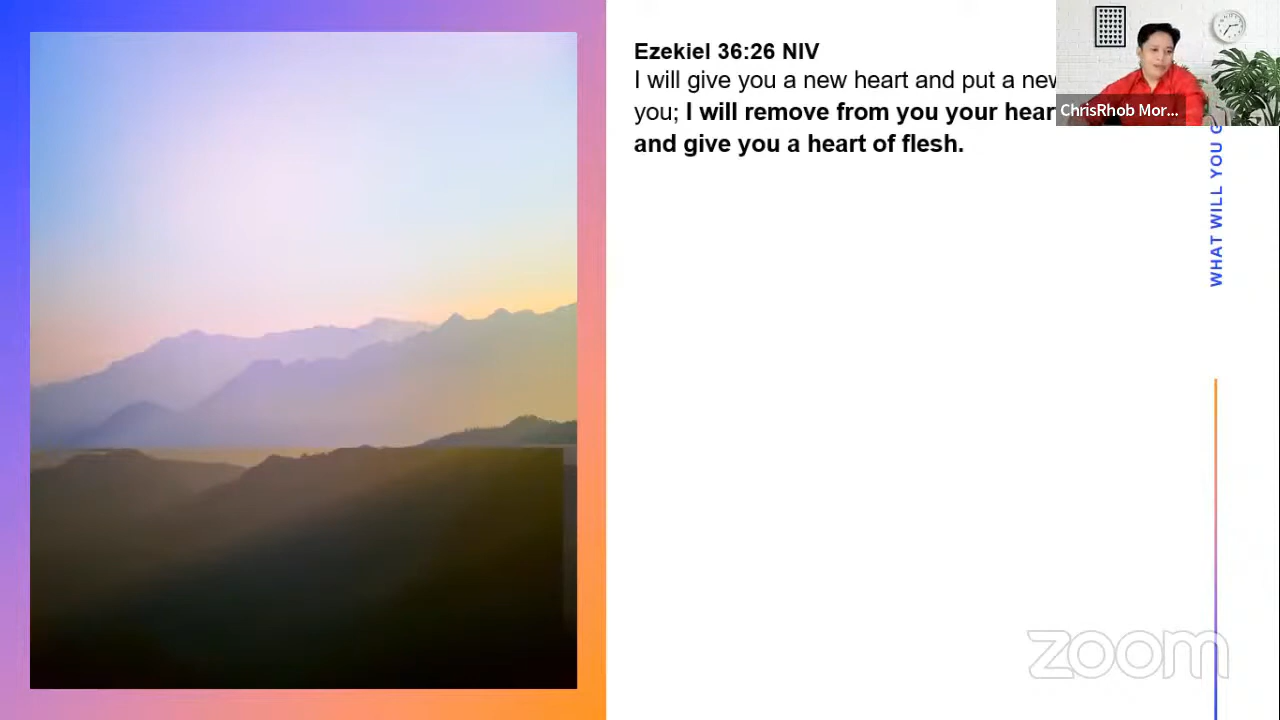 Ezekiel 36:26 NIV
I will give you a new heart and put a new
you; I will remove from you your hear
and give you a heart of flesh.
ChrisRhob Mor...
WHAT WILL YOU
zoom